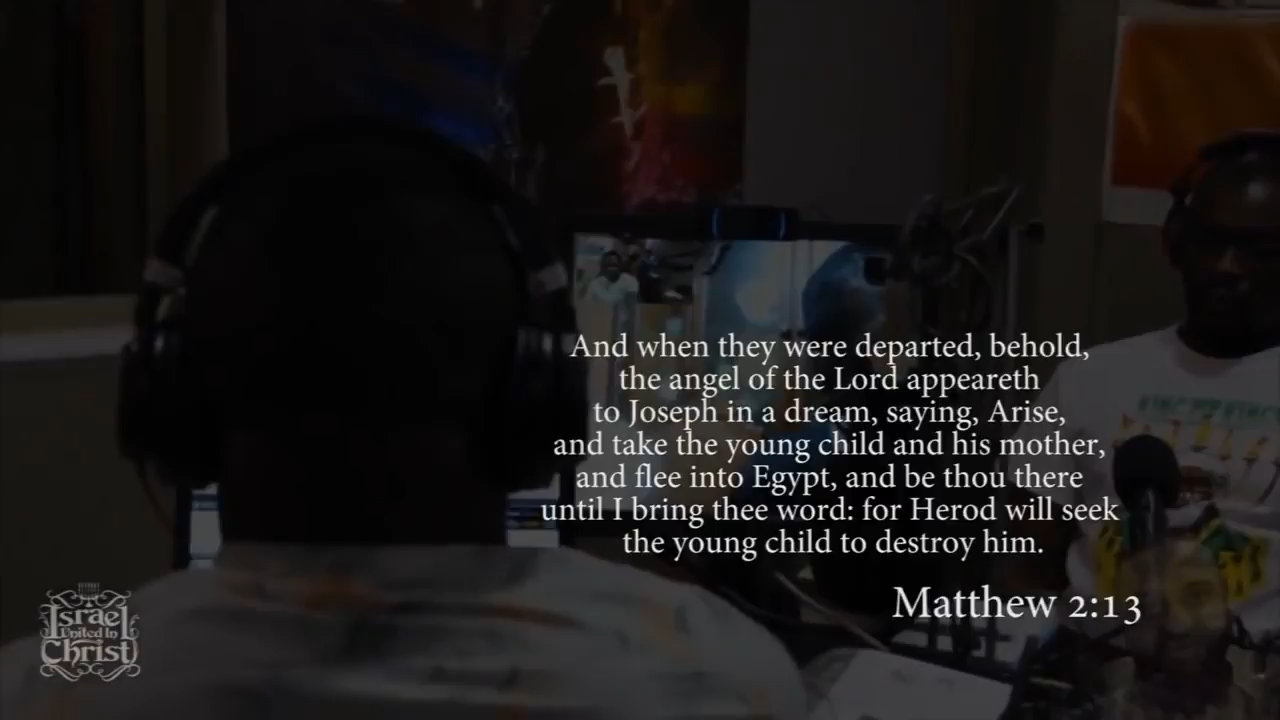 And when they were departed, behold,
the angel of the Lord appeareth
to Joseph in a dream, saying, Arise,
and take the young child and his mother,
and flee into Egypt, and be thou there
until I bring thee word: for Herod will seek
the young child to destroy him.
Matthew 2:13
Israel
United In
Christ